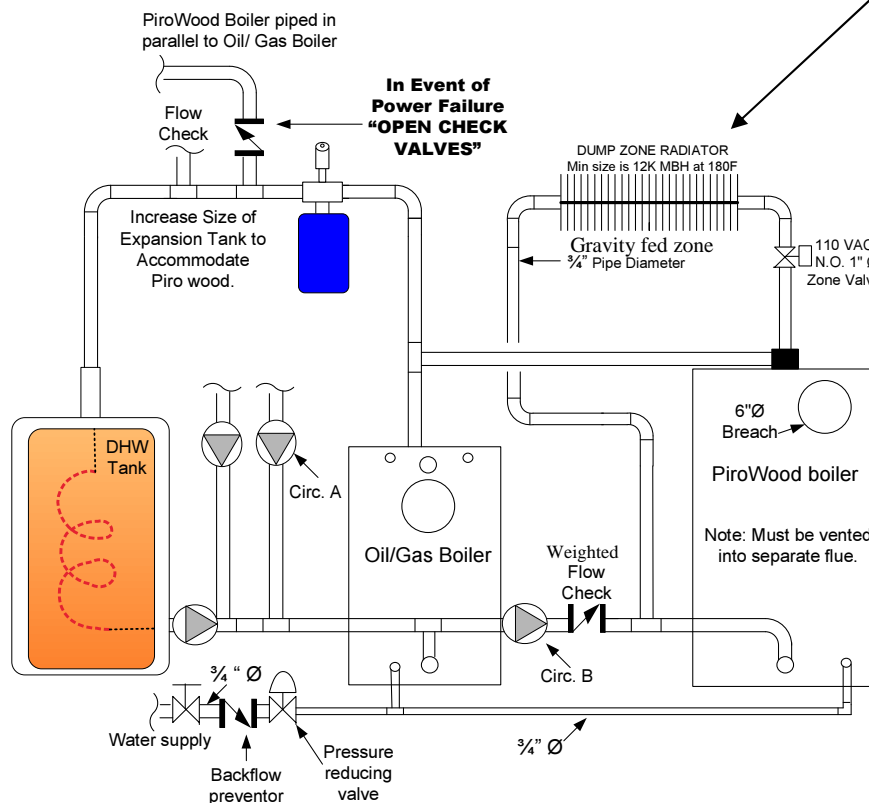 PiroWood Boiler piped in
parallel to Oil/ Gas Boiler
In Event of
Power Failure
“OPEN CHECK
VALVES”
Flow
Check
DUMP ZONE RADIATOR
Min size is 12K MBH at 180F
Increase Size of
Expansion Tank to
Accommodate
Piro wood.
Gravity fed zone
¾” Pipe Diameter
110 VAC
N.O. 1" Ø
Zone Valv
6"Ø
Breach
DHW
Tank
Circ. A
PiroWood boiler
Oil/Gas Boiler
Weighted
Flow
Check
Note: Must be vented
into separate flue.
Circ. B
¾ “ Ø
Water supply
Backflow
preventor
Pressure
reducing
valve
¾” Ø